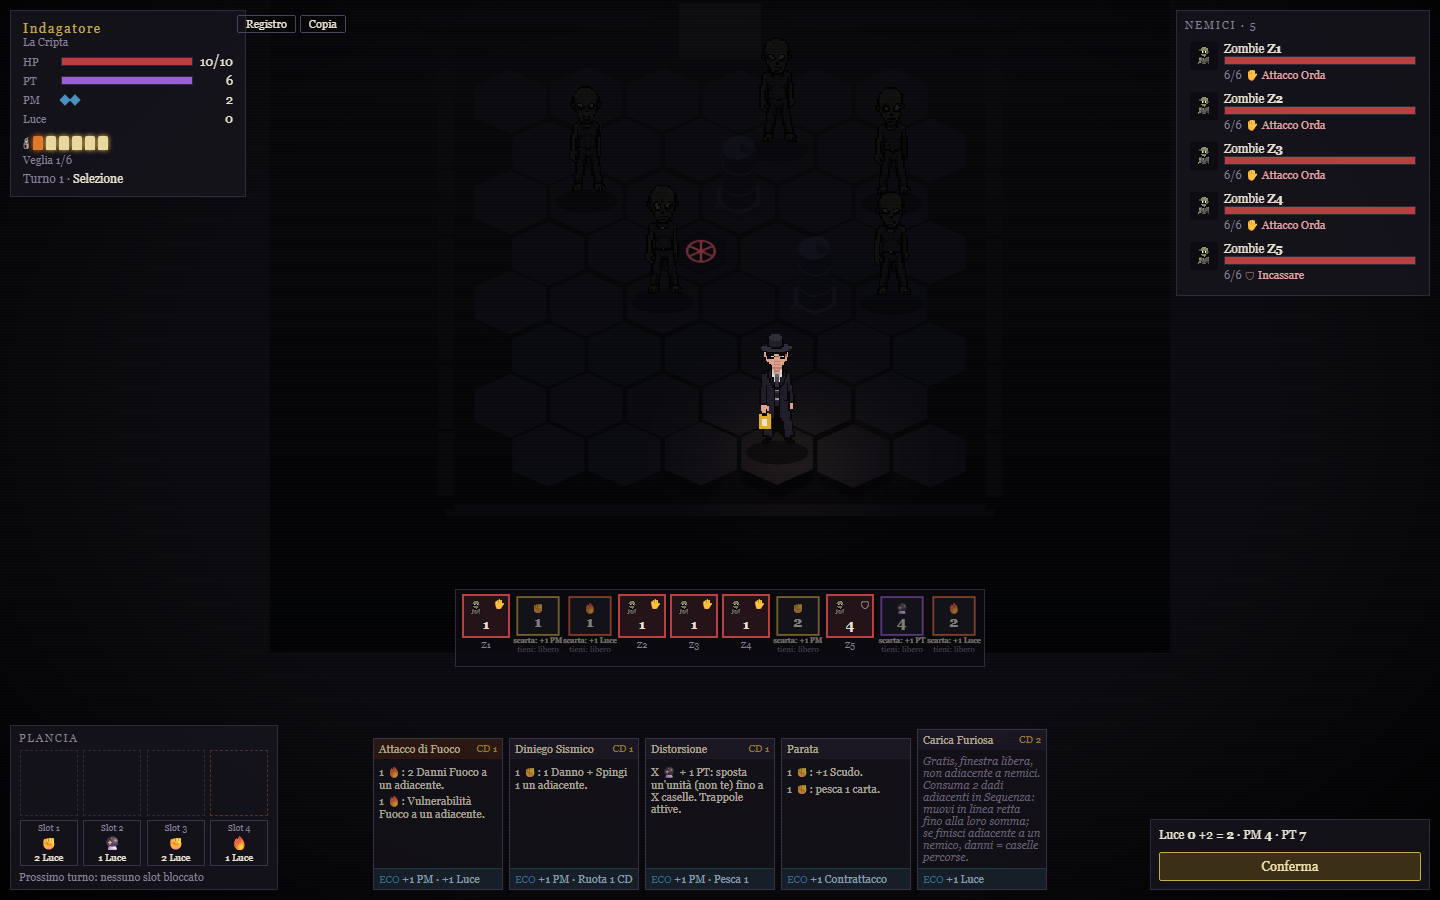 Indagatore
La Cripta
HP 10/10
PT 6
PM 2
Luce 0
Veglia 1/6
Turno 1 · Selezione
Registro
Copia
NEMICI · 5
Zombie Z1
6/6 Attacco Orda
Zombie Z2
6/6 Attacco Orda
Zombie Z3
6/6 Attacco Orda
Zombie Z4
6/6 Attacco Orda
Zombie Z5
6/6 Incassare
1 1 1 1 1 1 2 4 4 2
scarta: +1 PM scarta: +1 Luce scarta: +1 PM scarta: +1 PT scarta: +1 Luce
Z1 tieni: libero tieni: libero Z2 Z3 Z4 tieni: libero Z5 tieni: libero tieni: libero
PLANCIA
Slot 1 Slot 2 Slot 3 Slot 4
2 Luce 1 Luce 2 Luce 1 Luce
Prossimo turno: nessuno slot bloccato
Attacco di Fuoco CD 1
1 : 2 Danni Fuoco a
un adiacente.
1 : Vulnerabilità
Fuoco a un adiacente.
ECO +1 PM · +1 Luce
Diniego Sismico CD 1
1 : 1 Danno + Spingi
1 un adiacente.
ECO +1 PM · Ruota 1 CD
Distorsione CD 1
X + 1 PT: sposta
un'unità (non te) fino a
X caselle. Trappole
attive.
ECO +1 PM · Pesca 1
Parata
1 : +1 Scudo.
1 : pesca 1 carta.
ECO +1 Contrattacco
Carica Furiosa CD 2
Gratis, finestra libera,
non adiacente a nemici.
Consuma 2 dadi
adiacenti in Sequenza:
muovi in linea retta
fino alla loro somma;
se finisci adiacente a un
nemico, danni = caselle
percorse.
ECO +1 Luce
Luce 0 +2 = 2 · PM 4 · PT 7
Conferma